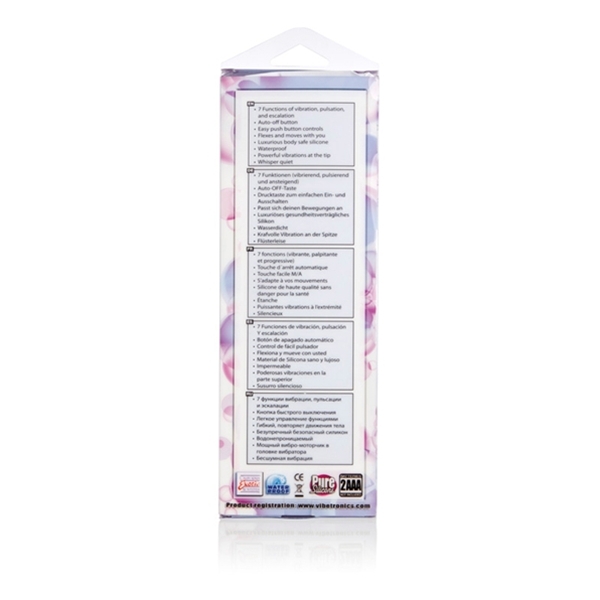 • 7 Functions of vibration, pulsation,
and escalation
• Auto-off button
• Easy push button controls
• Flexes and moves with you
• Luxurious body safe silicone
• Waterproof
• Powerful vibrations at the tip
• Whisper quiet
• 7 Funktionen (vibrierend, pulsierend
und ansteigend)
• Auto-OFF-Taste
• Drucktaste zum einfachen Ein- und
Ausschalten
• Passt sich deinen Bewegungen an
• Luxuriöses gesundheitsverträgliches
Silikon
• Wasserdicht
• Krafvolle Vibration an der Spitze
• Flüsterleise
• 7 fonctions (vibrante, palpitante
et progressive)
• Touche d'arrêt automatique
• Touche facile M/A
• S'adapte à vos mouvements
• Silicone de haute qualité sans
danger pour la santé
• Étanche
• Puissantes vibrations à l'extrémité
• Silencieux
• 7 Funciones de vibración, pulsación
Y escalación
• Botón de apagado automático
• Control de fácil pulsador
• Flexiona y mueve con usted
• Material de Silicona sano y lujoso
• Impermeable
• Poderosas vibraciones en la
parte superior
• Susurni silencioso
• 7 функции вибрации, пульсации
и эскалации
• Кнопка быстрого выключения
• Легкое управление функциями
• Гибкий, повторяет движения тела
• Безупречный безопасный силикон
• Водонепроницаемый
• Мощный вибро-моторчик в
головке вибратора
• Бесшумная вибрация
WATER
PROOF
CE
Pure
Silicone
2AAA
Product registration www.vibetronics.com